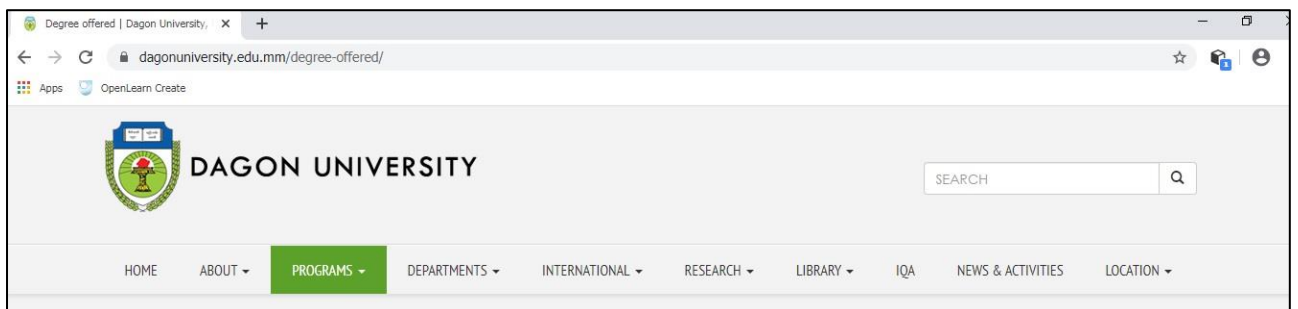 Degree offered | Dagon University,
dagonuniversity.edu.mm/degree-offered/
Apps OpenLearn Create
DAGON UNIVERSITY
SEARCH
HOME ABOUT PROGRAMS DEPARTMENTS INTERNATIONAL RESEARCH LIBRARY IQA NEWS & ACTIVITIES LOCATION